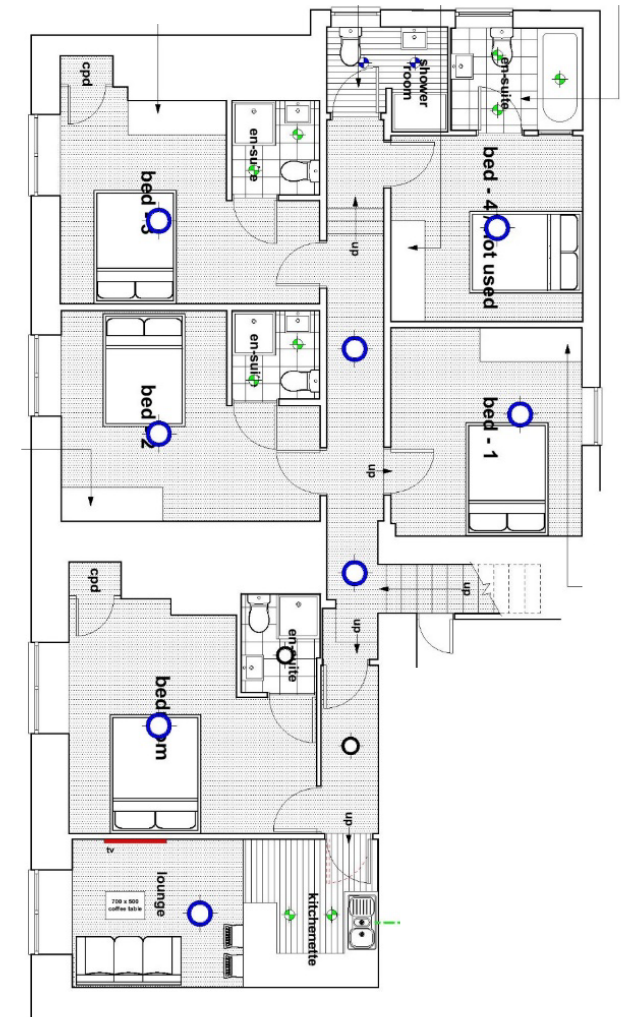 cpd
en-suite
bed - 3
shower
room
en-suite
bed - 4 / not used
up
en-suite
bed - 2
bed - 1
up
up
cpd
up
en-suite
bedroom
up
tv
lounge
700 x 500
coffee table
kitchenette